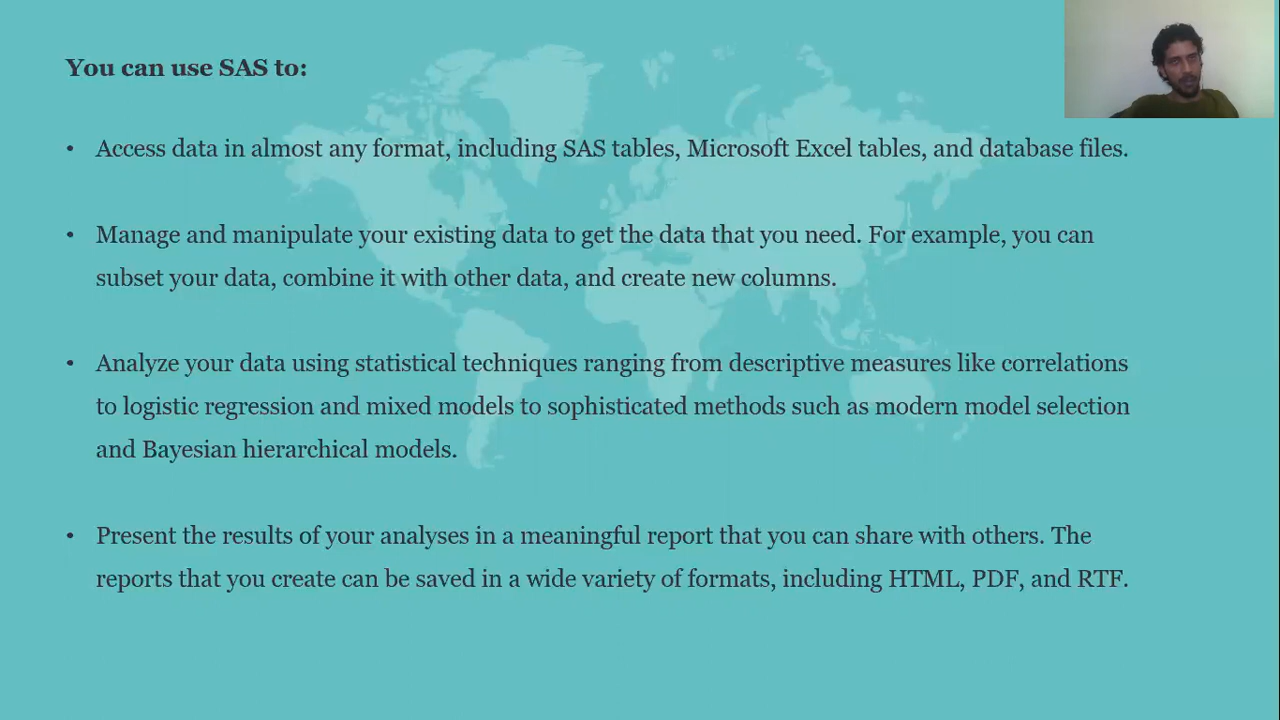 You can use SAS to:
• Access data in almost any format, including SAS tables, Microsoft Excel tables, and database files.
• Manage and manipulate your existing data to get the data that you need. For example, you can
subset your data, combine it with other data, and create new columns.
• Analyze your data using statistical techniques ranging from descriptive measures like correlations
to logistic regression and mixed models to sophisticated methods such as modern model selection
and Bayesian hierarchical models.
• Present the results of your analyses in a meaningful report that you can share with others. The
reports that you create can be saved in a wide variety of formats, including HTML, PDF, and RTF.